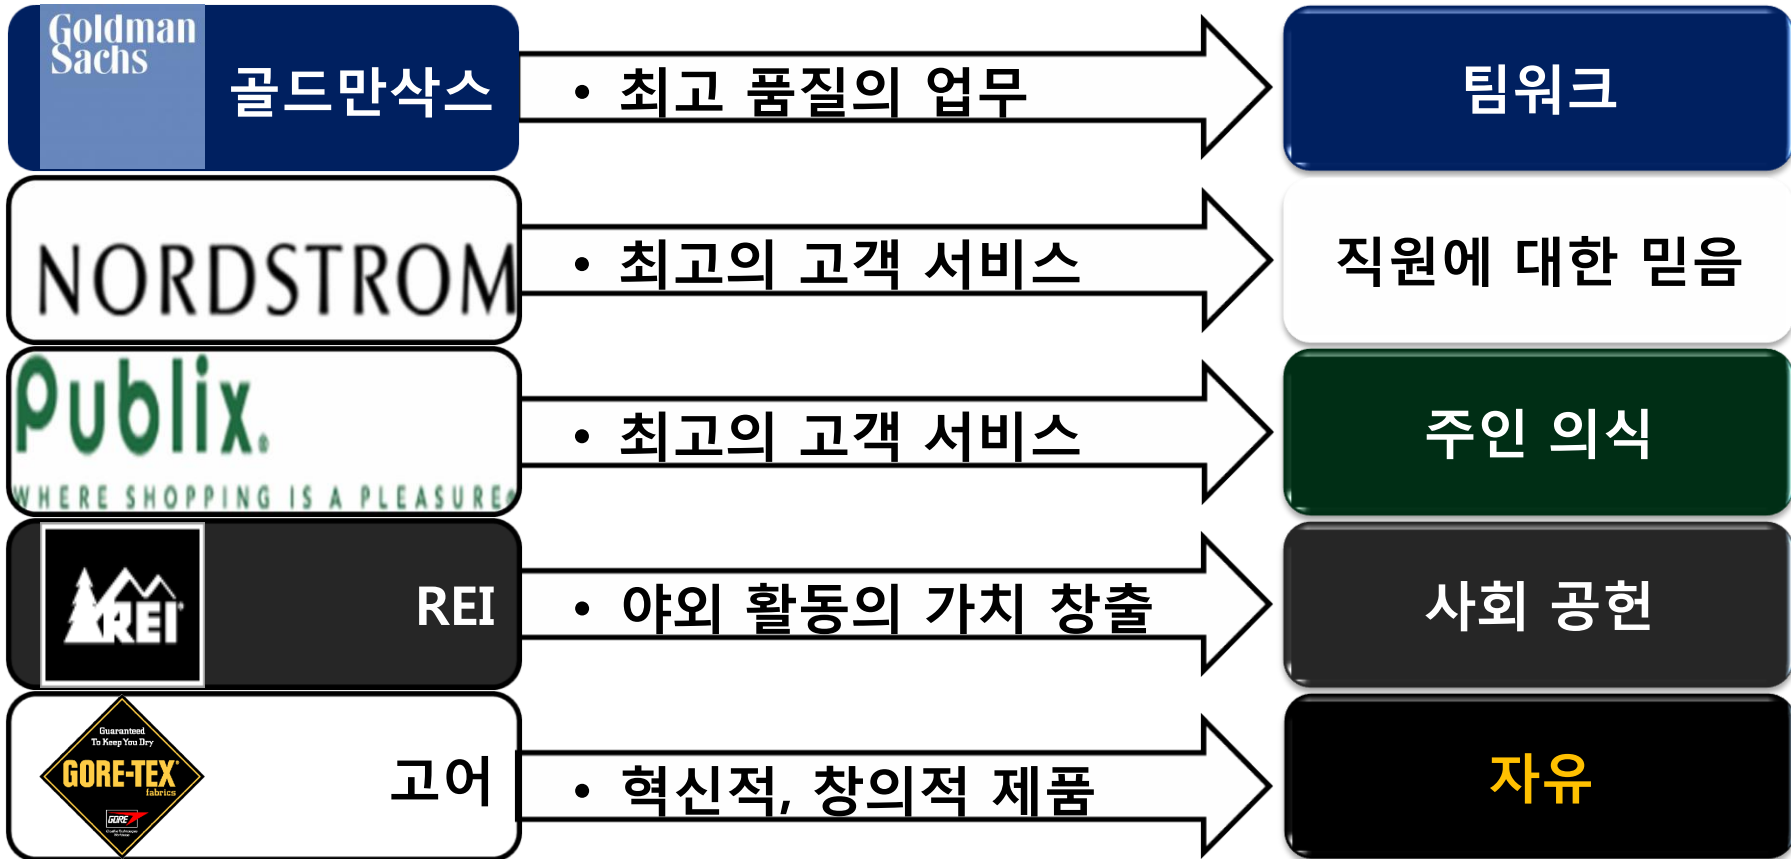 Goldman
Sachs
골드만삭스
• 최고 품질의 업무
팀워크
NORDSTROM
• 최고의 고객 서비스
직원에 대한 믿음
Publix®
WHERE SHOPPING IS A PLEASURE®
• 최고의 고객 서비스
주인 의식
REI
REI
• 야외 활동의 가치 창출
사회 공헌
Guaranteed
To Keep You Dry
GORE-TEX®
fabrics
GORE
고어
• 혁신적, 창의적 제품
자유